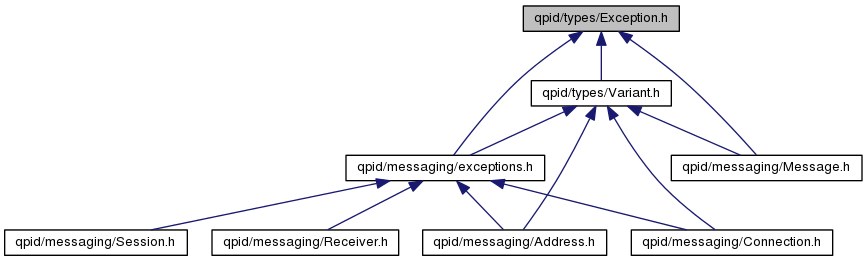 qpid/types/Exception.h
qpid/types/Variant.h
qpid/messaging/exceptions.h
qpid/messaging/Message.h
qpid/messaging/Session.h
qpid/messaging/Receiver.h
qpid/messaging/Address.h
qpid/messaging/Connection.h